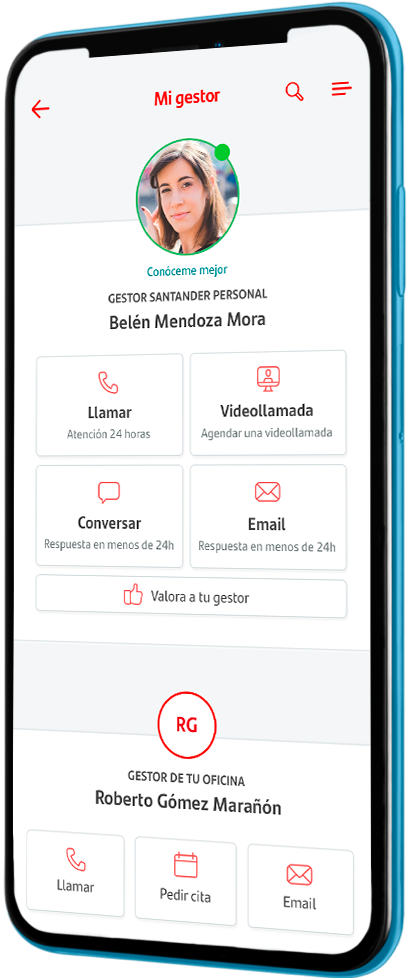 Mi gestor
Conóceme mejor
GESTOR SANTANDER PERSONAL
Belén Mendoza Mora
Llamar
Atención 24 horas
Videollamada
Agendar una videollamada
Conversar
Respuesta en menos de 24h
Email
Respuesta en menos de 24h
Valora a tu gestor
RG
GESTOR DE TU OFICINA
Roberto Gómez Marañón
Llamar
Pedir cita
Email